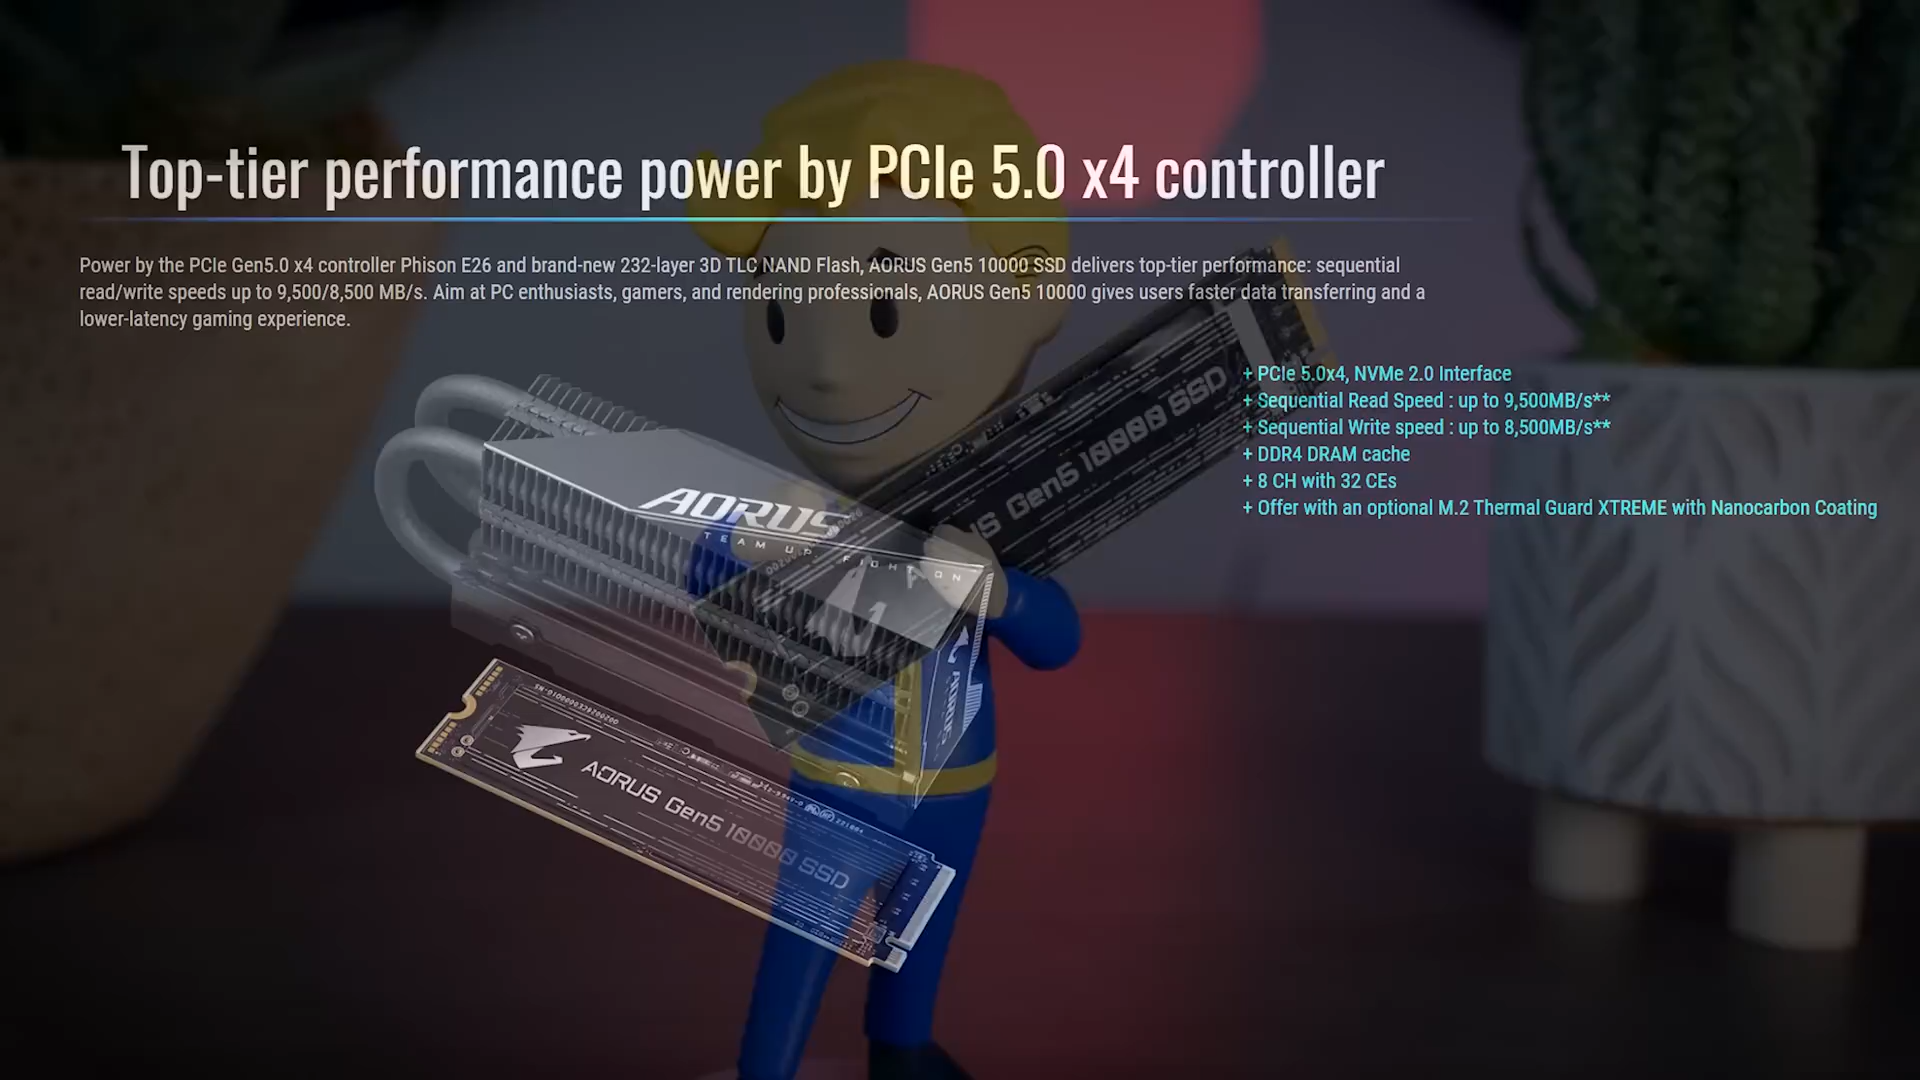 Top-tier performance power by PCIe 5.0 x4 controller
Power by the PCIe Gen5.0 x4 controller Phison E26 and brand-new 232-layer 3D TLC NAND Flash, AORUS Gen5 10000 SSD delivers top-tier performance: sequential
read/write speeds up to 9,500/8,500 MB/s. Aim at PC enthusiasts, gamers, and rendering professionals, AORUS Gen5 10000 gives users faster data transferring and a
lower-latency gaming experience.
+ PCIe 5.0x4, NVMe 2.0 Interface
+ Sequential Read Speed : up to 9,500MB/s**
+ Sequential Write speed : up to 8,500MB/s**
+ DDR4 DRAM cache
+ 8 CH with 32 CEs
+ Offer with an optional M.2 Thermal Guard XTREME with Nanocarbon Coating
Gen5 10000 SSD
AORUS
TEAM UP. FIGHT ON
AORUS
AORUS Gen5 10000 SSD